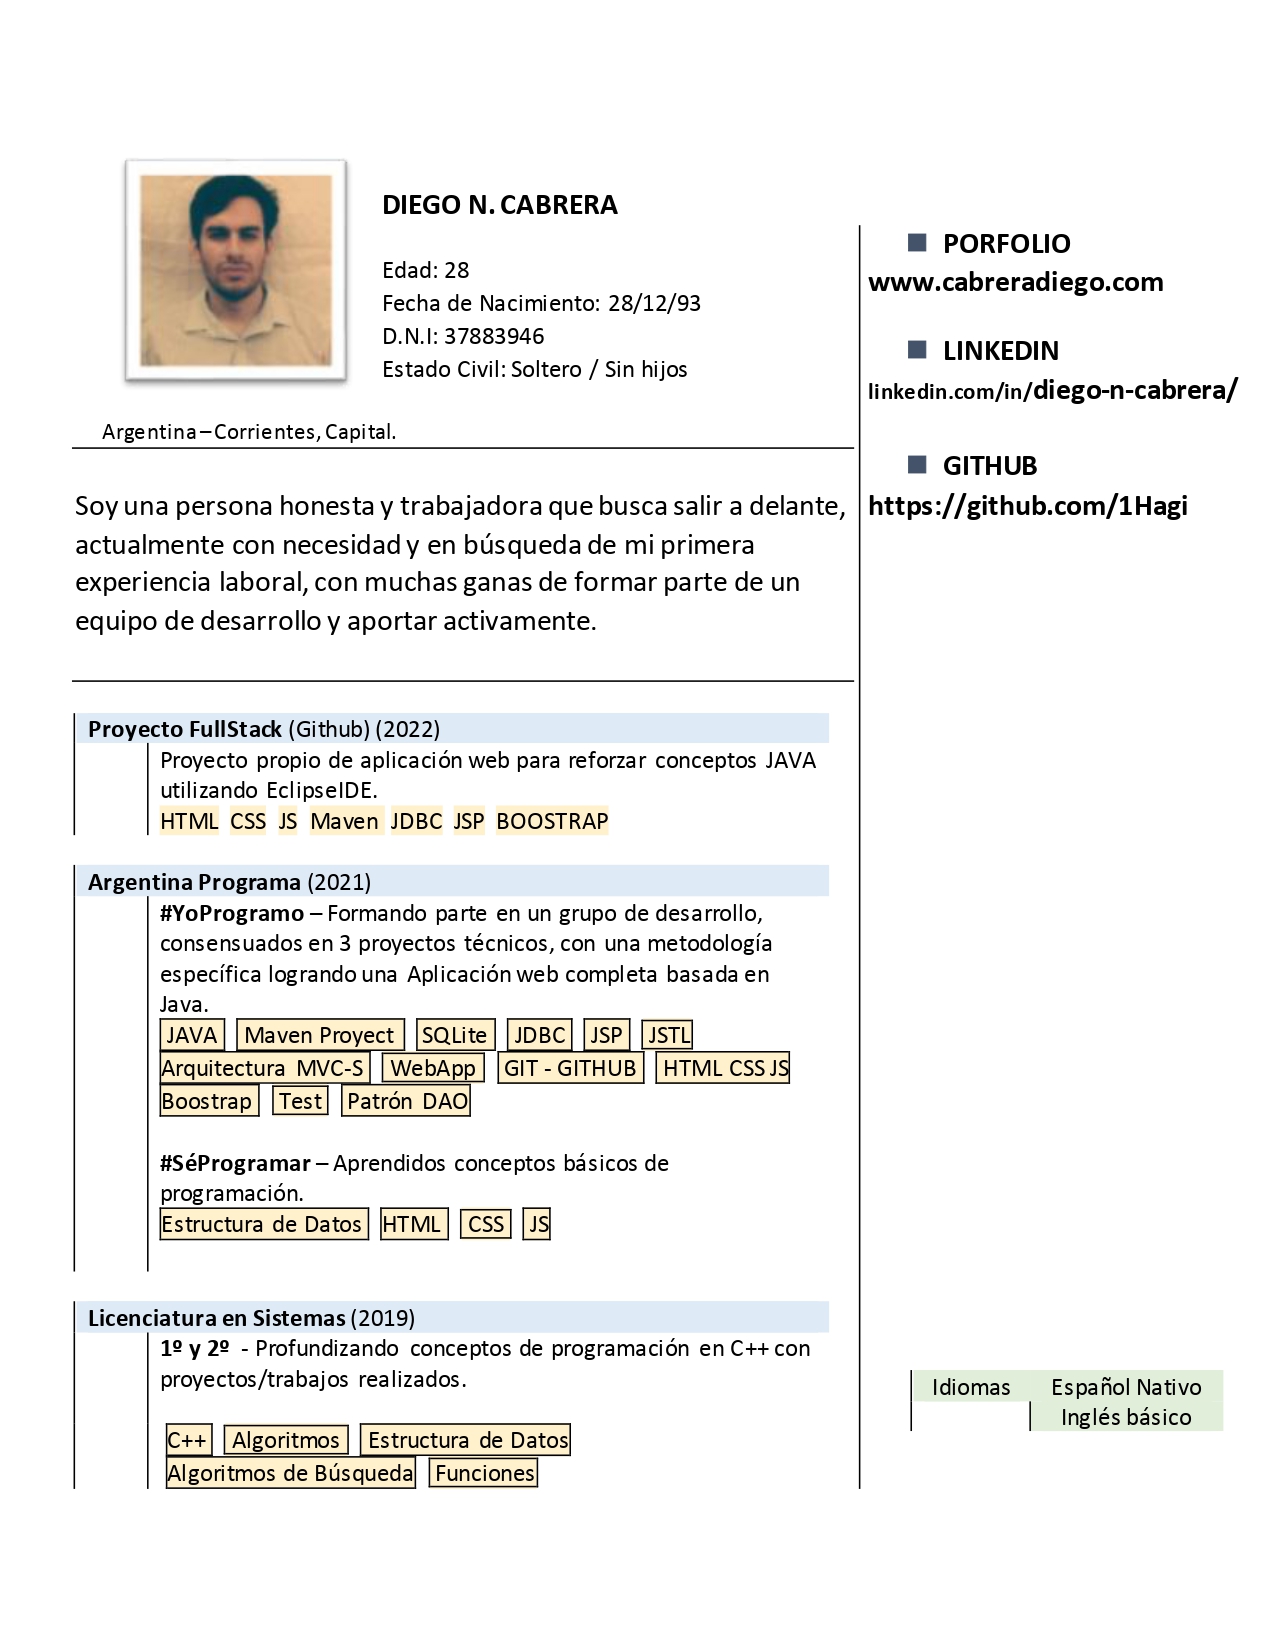 DIEGO N. CABRERA
Edad: 28
Fecha de Nacimiento: 28/12/93
D.N.I: 37883946
Estado Civil: Soltero / Sin hijos
Argentina – Corrientes, Capital.
Soy una persona honesta y trabajadora que busca salir a delante,
actualmente con necesidad y en búsqueda de mi primera
experiencia laboral, con muchas ganas de formar parte de un
equipo de desarrollo y aportar activamente.
Proyecto FullStack (Github) (2022)
Proyecto propio de aplicación web para reforzar conceptos JAVA
utilizando EclipseIDE.
HTML CSS JS Maven JDBC JSP BOOSTRAP
Argentina Programa (2021)
#YoProgramo – Formando parte en un grupo de desarrollo,
consensuados en 3 proyectos técnicos, con una metodología
específica logrando una Aplicación web completa basada en
Java.
JAVA Maven Proyect SQLite JDBC JSP JSTL
Arquitectura MVC-S WebApp GIT - GITHUB HTML CSS JS
Boostrap Test Patrón DAO
#SéProgramar – Aprendidos conceptos básicos de
programación.
Estructura de Datos HTML CSS JS
Licenciatura en Sistemas (2019)
1º y 2º - Profundizando conceptos de programación en C++ con
proyectos/trabajos realizados.
C++ Algoritmos Estructura de Datos
Algoritmos de Búsqueda Funciones
PORFOLIO
www.cabreradiego.com
LINKEDIN
linkedin.com/in/diego-n-cabrera/
GITHUB
https://github.com/1Hagi
Idiomas Español Nativo
Inglés básico